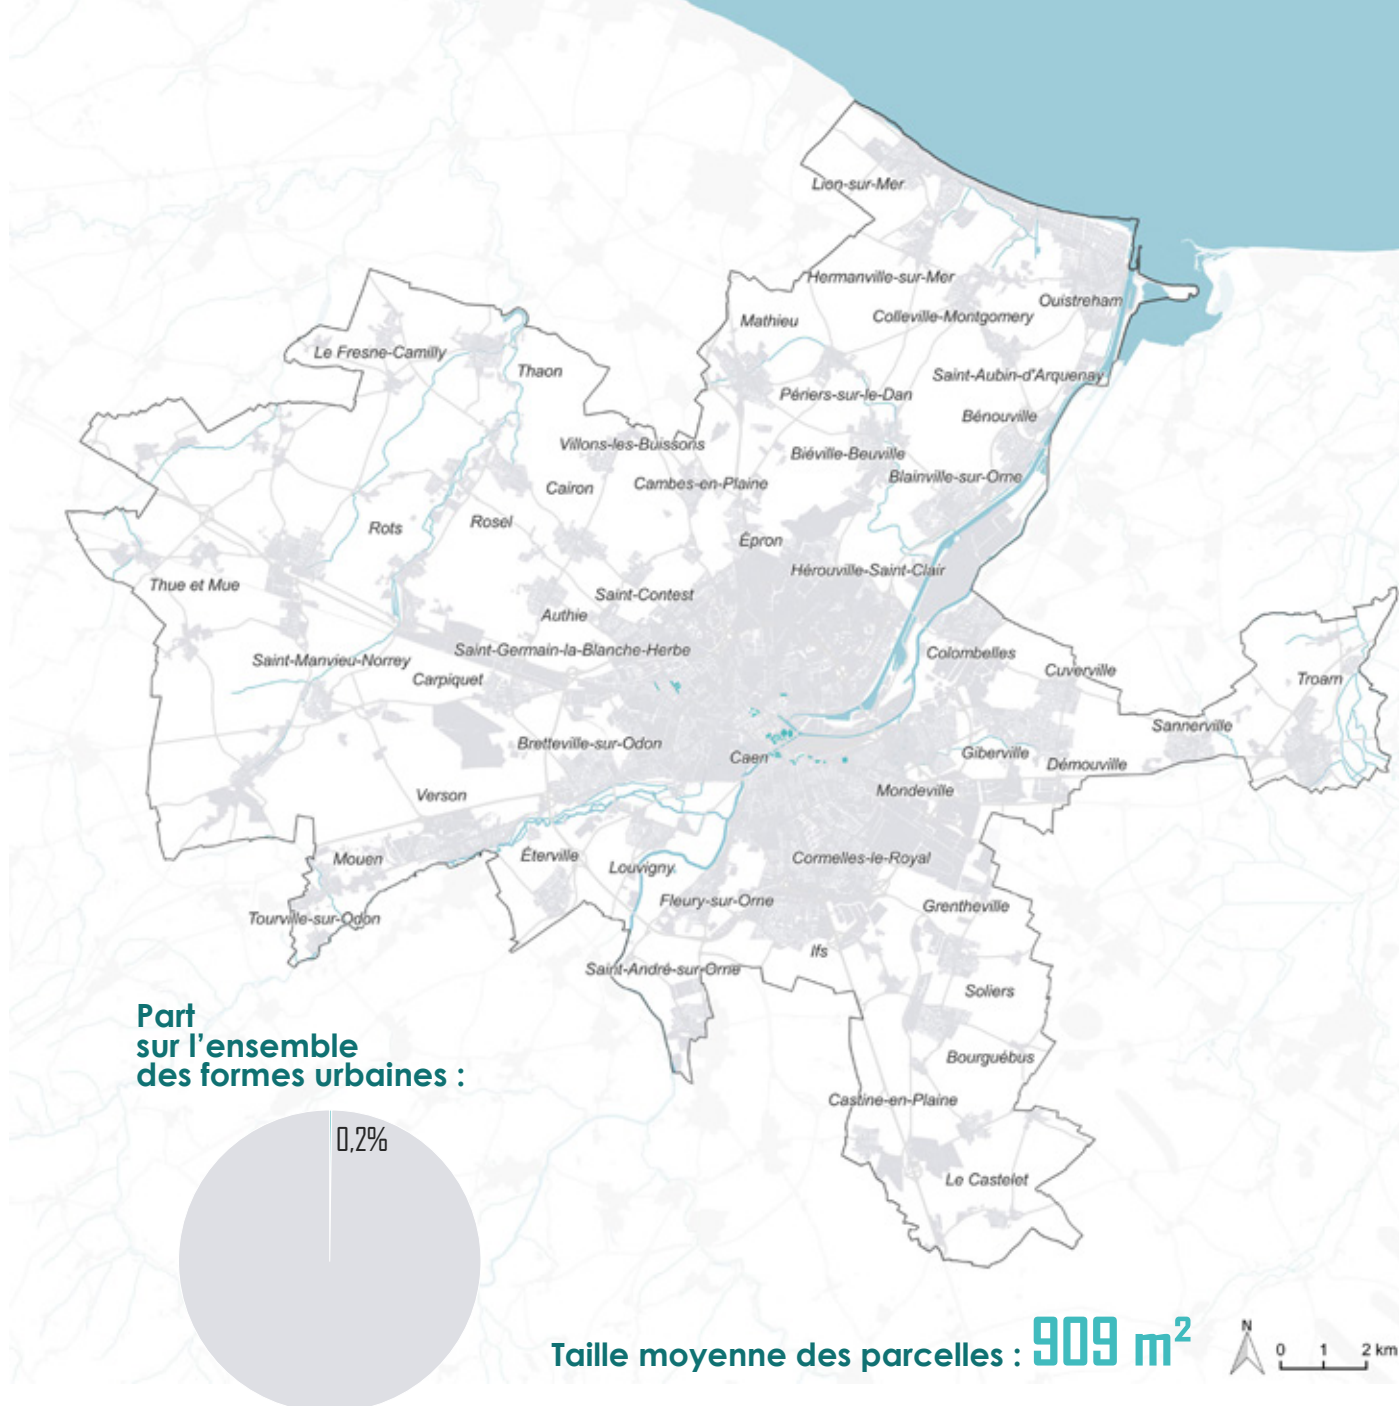 Lion-sur-Mer
Hermanville-sur-Mer
Ouistreham
Colleville-Montgomery
Mathieu
Le Fresne-Camilly
Thaon
Saint-Aubin-d'Arquenay
Périers-sur-le-Dan
Bénouville
Villons-les-Buissons
Biéville-Beuville
Blainville-sur-Orne
Cairon
Cambes-en-Plaine
Rots
Rosel
Épron
Hérouville-Saint-Clair
Thue et Mue
Saint-Contest
Authie
Saint-Germain-la-Blanche-Herbe
Colombelles
Saint-Manvieu-Norrey
Carpiquet
Cuverville
Troarn
Sannerville
Bretteville-sur-Odon
Caen
Giberville
Démouville
Verson
Mondeville
Mouen
Éterville
Louvigny
Cormelles-le-Royal
Fleury-sur-Orne
Grentheville
Tourville-sur-Odon
Ifs
Saint-André-sur-Orne
Soliers
Bourguébus
Castine-en-Plaine
Le Castelet
Part
sur l'ensemble
des formes urbaines :
0,2%
Taille moyenne des parcelles : 909 m²
N
0 1 2 km